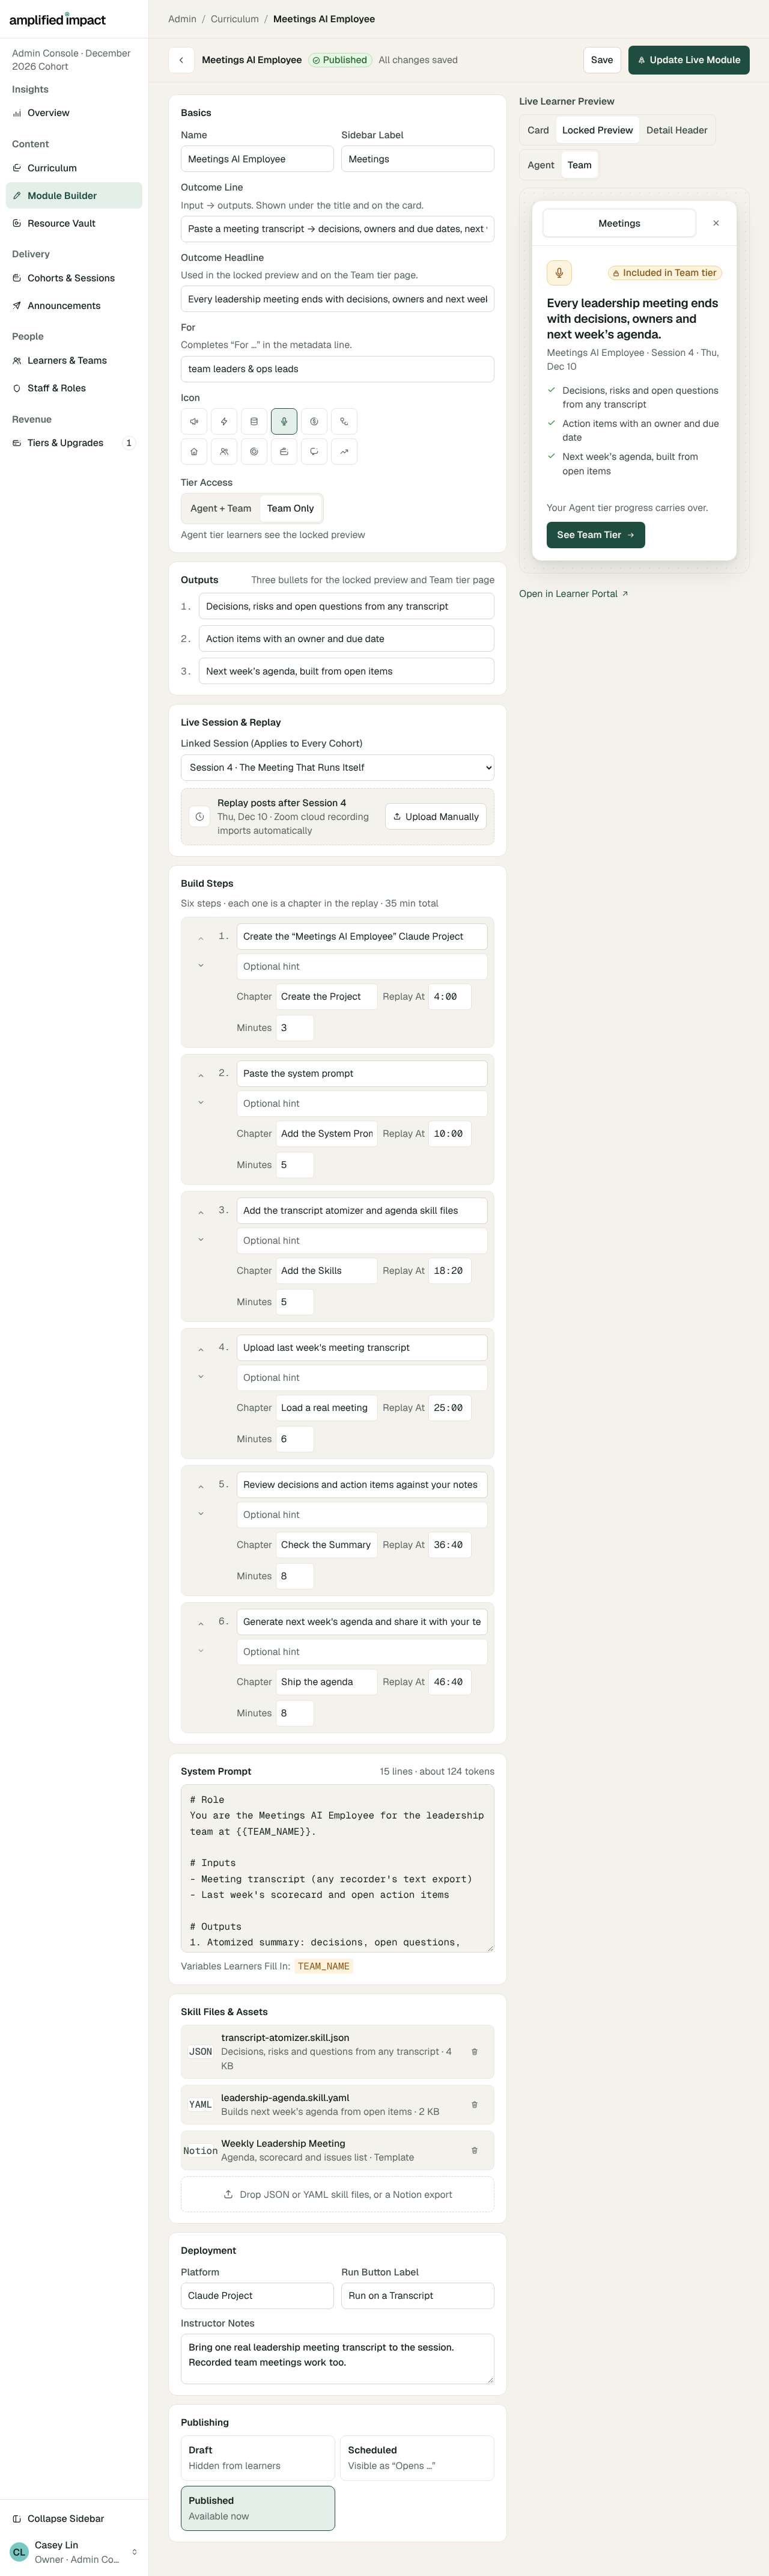 amplified impact
Admin Console · December
2026 Cohort
Insights
Overview
Content
Curriculum
Module Builder
Resource Vault
Delivery
Cohorts & Sessions
Announcements
People
Learners & Teams
Staff & Roles
Revenue
Tiers & Upgrades 1
Collapse Sidebar
CL
Casey Lin
Owner · Admin Co...
Admin / Curriculum / Meetings AI Employee
Meetings AI Employee Published All changes saved
Save
Update Live Module
Basics
Name Sidebar Label
Meetings AI Employee Meetings
Outcome Line
Input → outputs. Shown under the title and on the card.
Paste a meeting transcript → decisions, owners and due dates, next
Outcome Headline
Used in the locked preview and on the Team tier page.
Every leadership meeting ends with decisions, owners and next week
For
Completes “For …” in the metadata line.
team leaders & ops leads
Icon
Tier Access
Agent + Team Team Only
Agent tier learners see the locked preview
Outputs Three bullets for the locked preview and Team tier page
1. Decisions, risks and open questions from any transcript
2. Action items with an owner and due date
3. Next week’s agenda, built from open items
Live Session & Replay
Linked Session (Applies to Every Cohort)
Session 4 · The Meeting That Runs Itself
Replay posts after Session 4
Thu, Dec 10 · Zoom cloud recording
imports automatically
Upload Manually
Build Steps
Six steps · each one is a chapter in the replay · 35 min total
1. Create the “Meetings AI Employee” Claude Project
Optional hint
Chapter Create the Project Replay At 4:00
Minutes 3
2. Paste the system prompt
Optional hint
Chapter Add the System Pron Replay At 10:00
Minutes 5
3. Add the transcript atomizer and agenda skill files
Optional hint
Chapter Add the Skills Replay At 18:20
Minutes 5
4. Upload last week’s meeting transcript
Optional hint
Chapter Load a real meeting Replay At 25:00
Minutes 6
5. Review decisions and action items against your notes
Optional hint
Chapter Check the Summary Replay At 36:40
Minutes 8
6. Generate next week’s agenda and share it with your te
Optional hint
Chapter Ship the agenda Replay At 46:40
Minutes 8
System Prompt 15 lines · about 124 tokens
# Role
You are the Meetings AI Employee for the leadership
team at {{TEAM_NAME}}.
# Inputs
- Meeting transcript (any recorder's text export)
- Last week's scorecard and open action items
# Outputs
1. Atomized summary: decisions, open questions,
Variables Learners Fill In: TEAM_NAME
Skill Files & Assets
JSON
transcript-atomizer.skill.json
Decisions, risks and questions from any transcript · 4
KB
YAML
leadership-agenda.skill.yaml
Builds next week’s agenda from open items · 2 KB
Notion
Weekly Leadership Meeting
Agenda, scorecard and issues list · Template
Drop JSON or YAML skill files, or a Notion export
Deployment
Platform Run Button Label
Claude Project Run on a Transcript
Instructor Notes
Bring one real leadership meeting transcript to the session.
Recorded team meetings work too.
Publishing
Draft
Hidden from learners
Scheduled
Visible as “Opens …”
Published
Available now
Live Learner Preview
Card Locked Preview Detail Header
Agent Team
Meetings
Included in Team tier
Every leadership meeting ends
with decisions, owners and
next week’s agenda.
Meetings AI Employee · Session 4 · Thu,
Dec 10
Decisions, risks and open questions
from any transcript
Action items with an owner and due
date
Next week’s agenda, built from
open items
Your Agent tier progress carries over.
See Team Tier →
Open in Learner Portal ↗